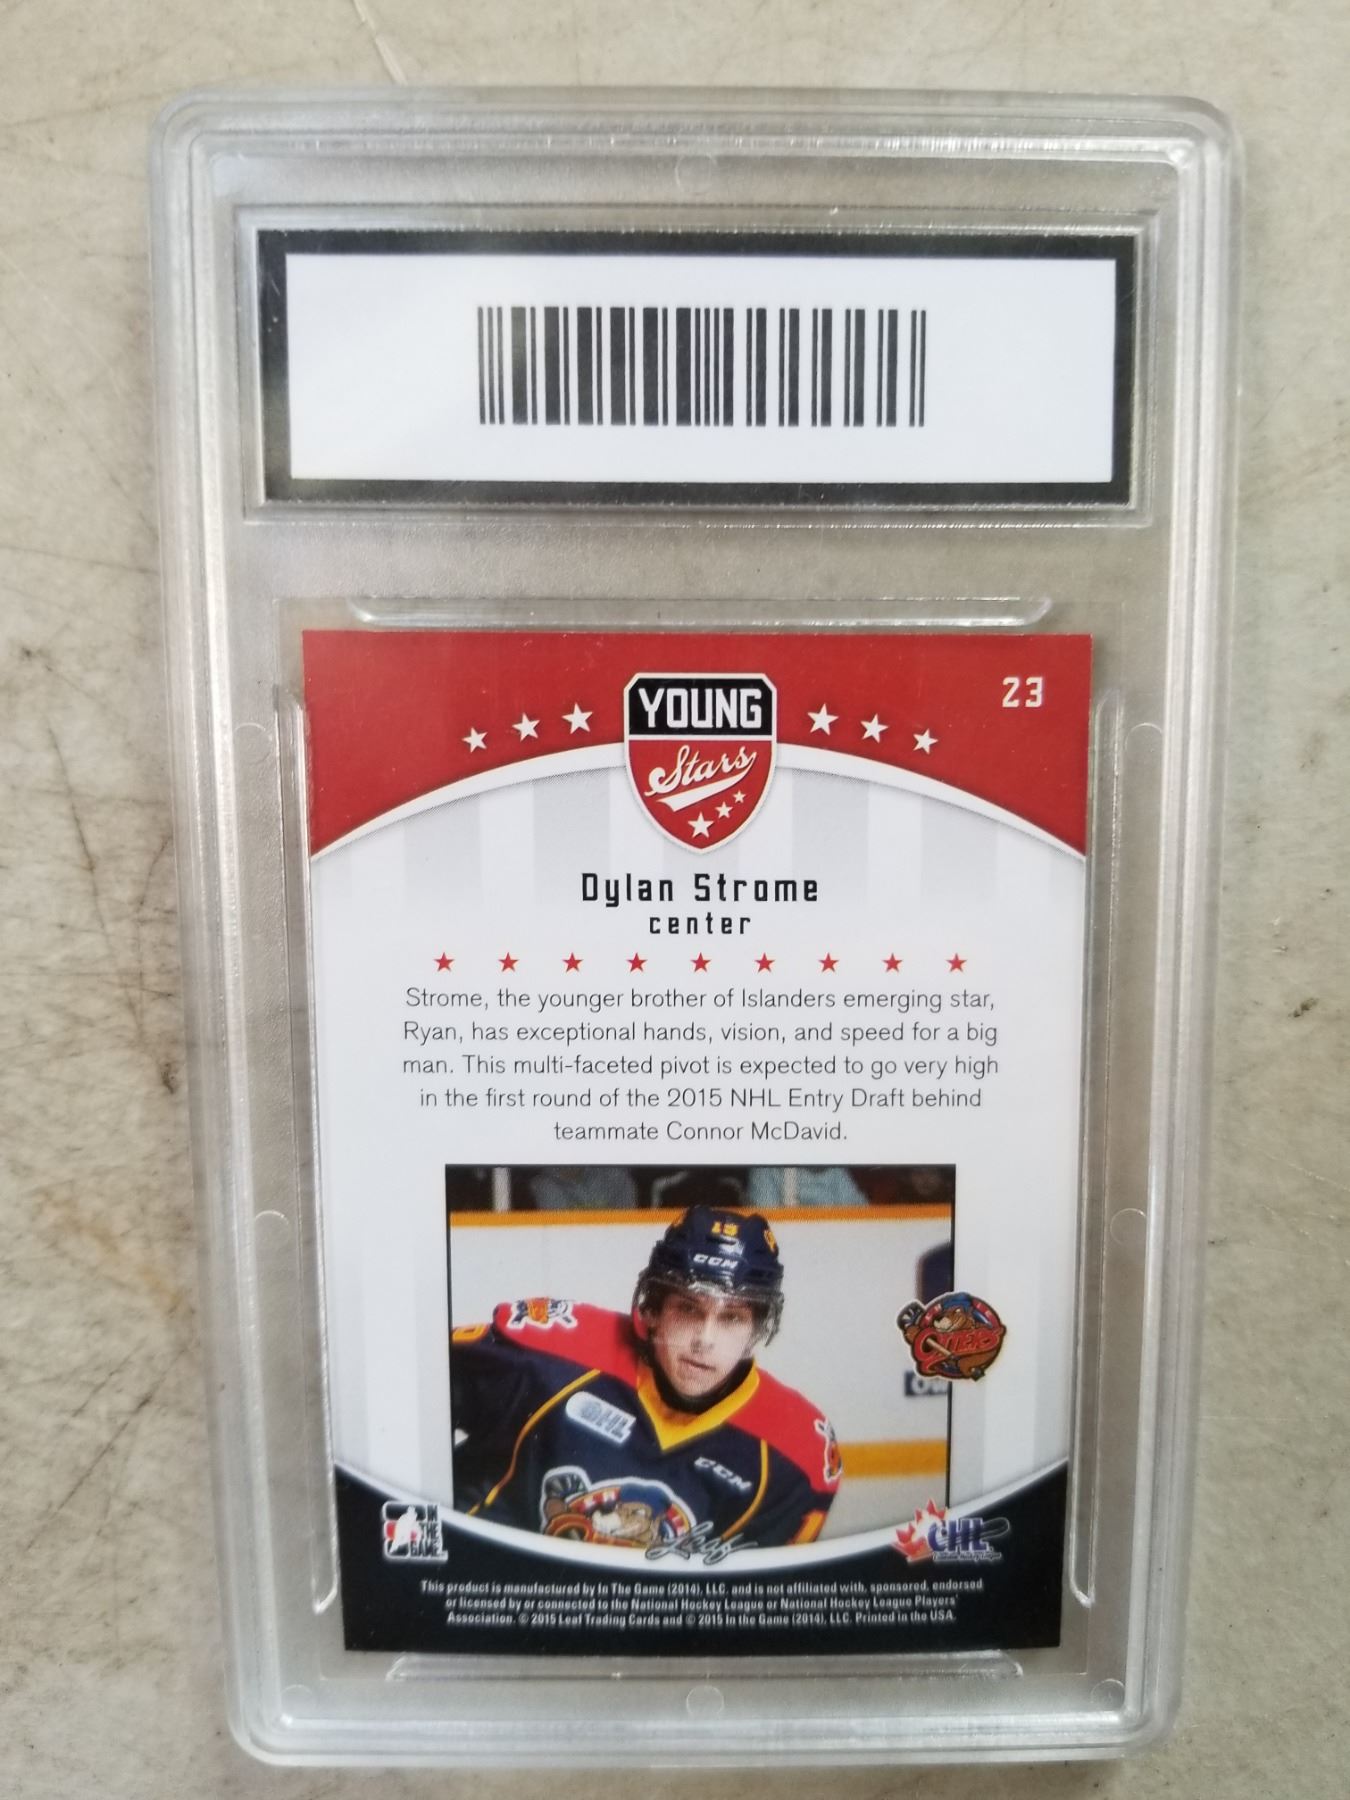 23
YOUNG
Stars
Dylan Strome
center
Strome, the younger brother of Islanders emerging star,
Ryan, has exceptional hands, vision, and speed for a big
man. This multi-faceted pivot is expected to go very high
in the first round of the 2015 NHL Entry Draft behind
teammate Connor McDavid.
19
CCM
OTTERS
OHL
CCM
IN
THE
GAME
Leaf
CHL
This product is manufactured by In The Game (2014), LLC. and is not affiliated with, sponsored, endorsed
or licensed by or connected to the National Hockey League or National Hockey League Players'
Association. © 2015 Leaf Trading Cards and © 2015 In the Game (2014), LLC. Printed in the USA.